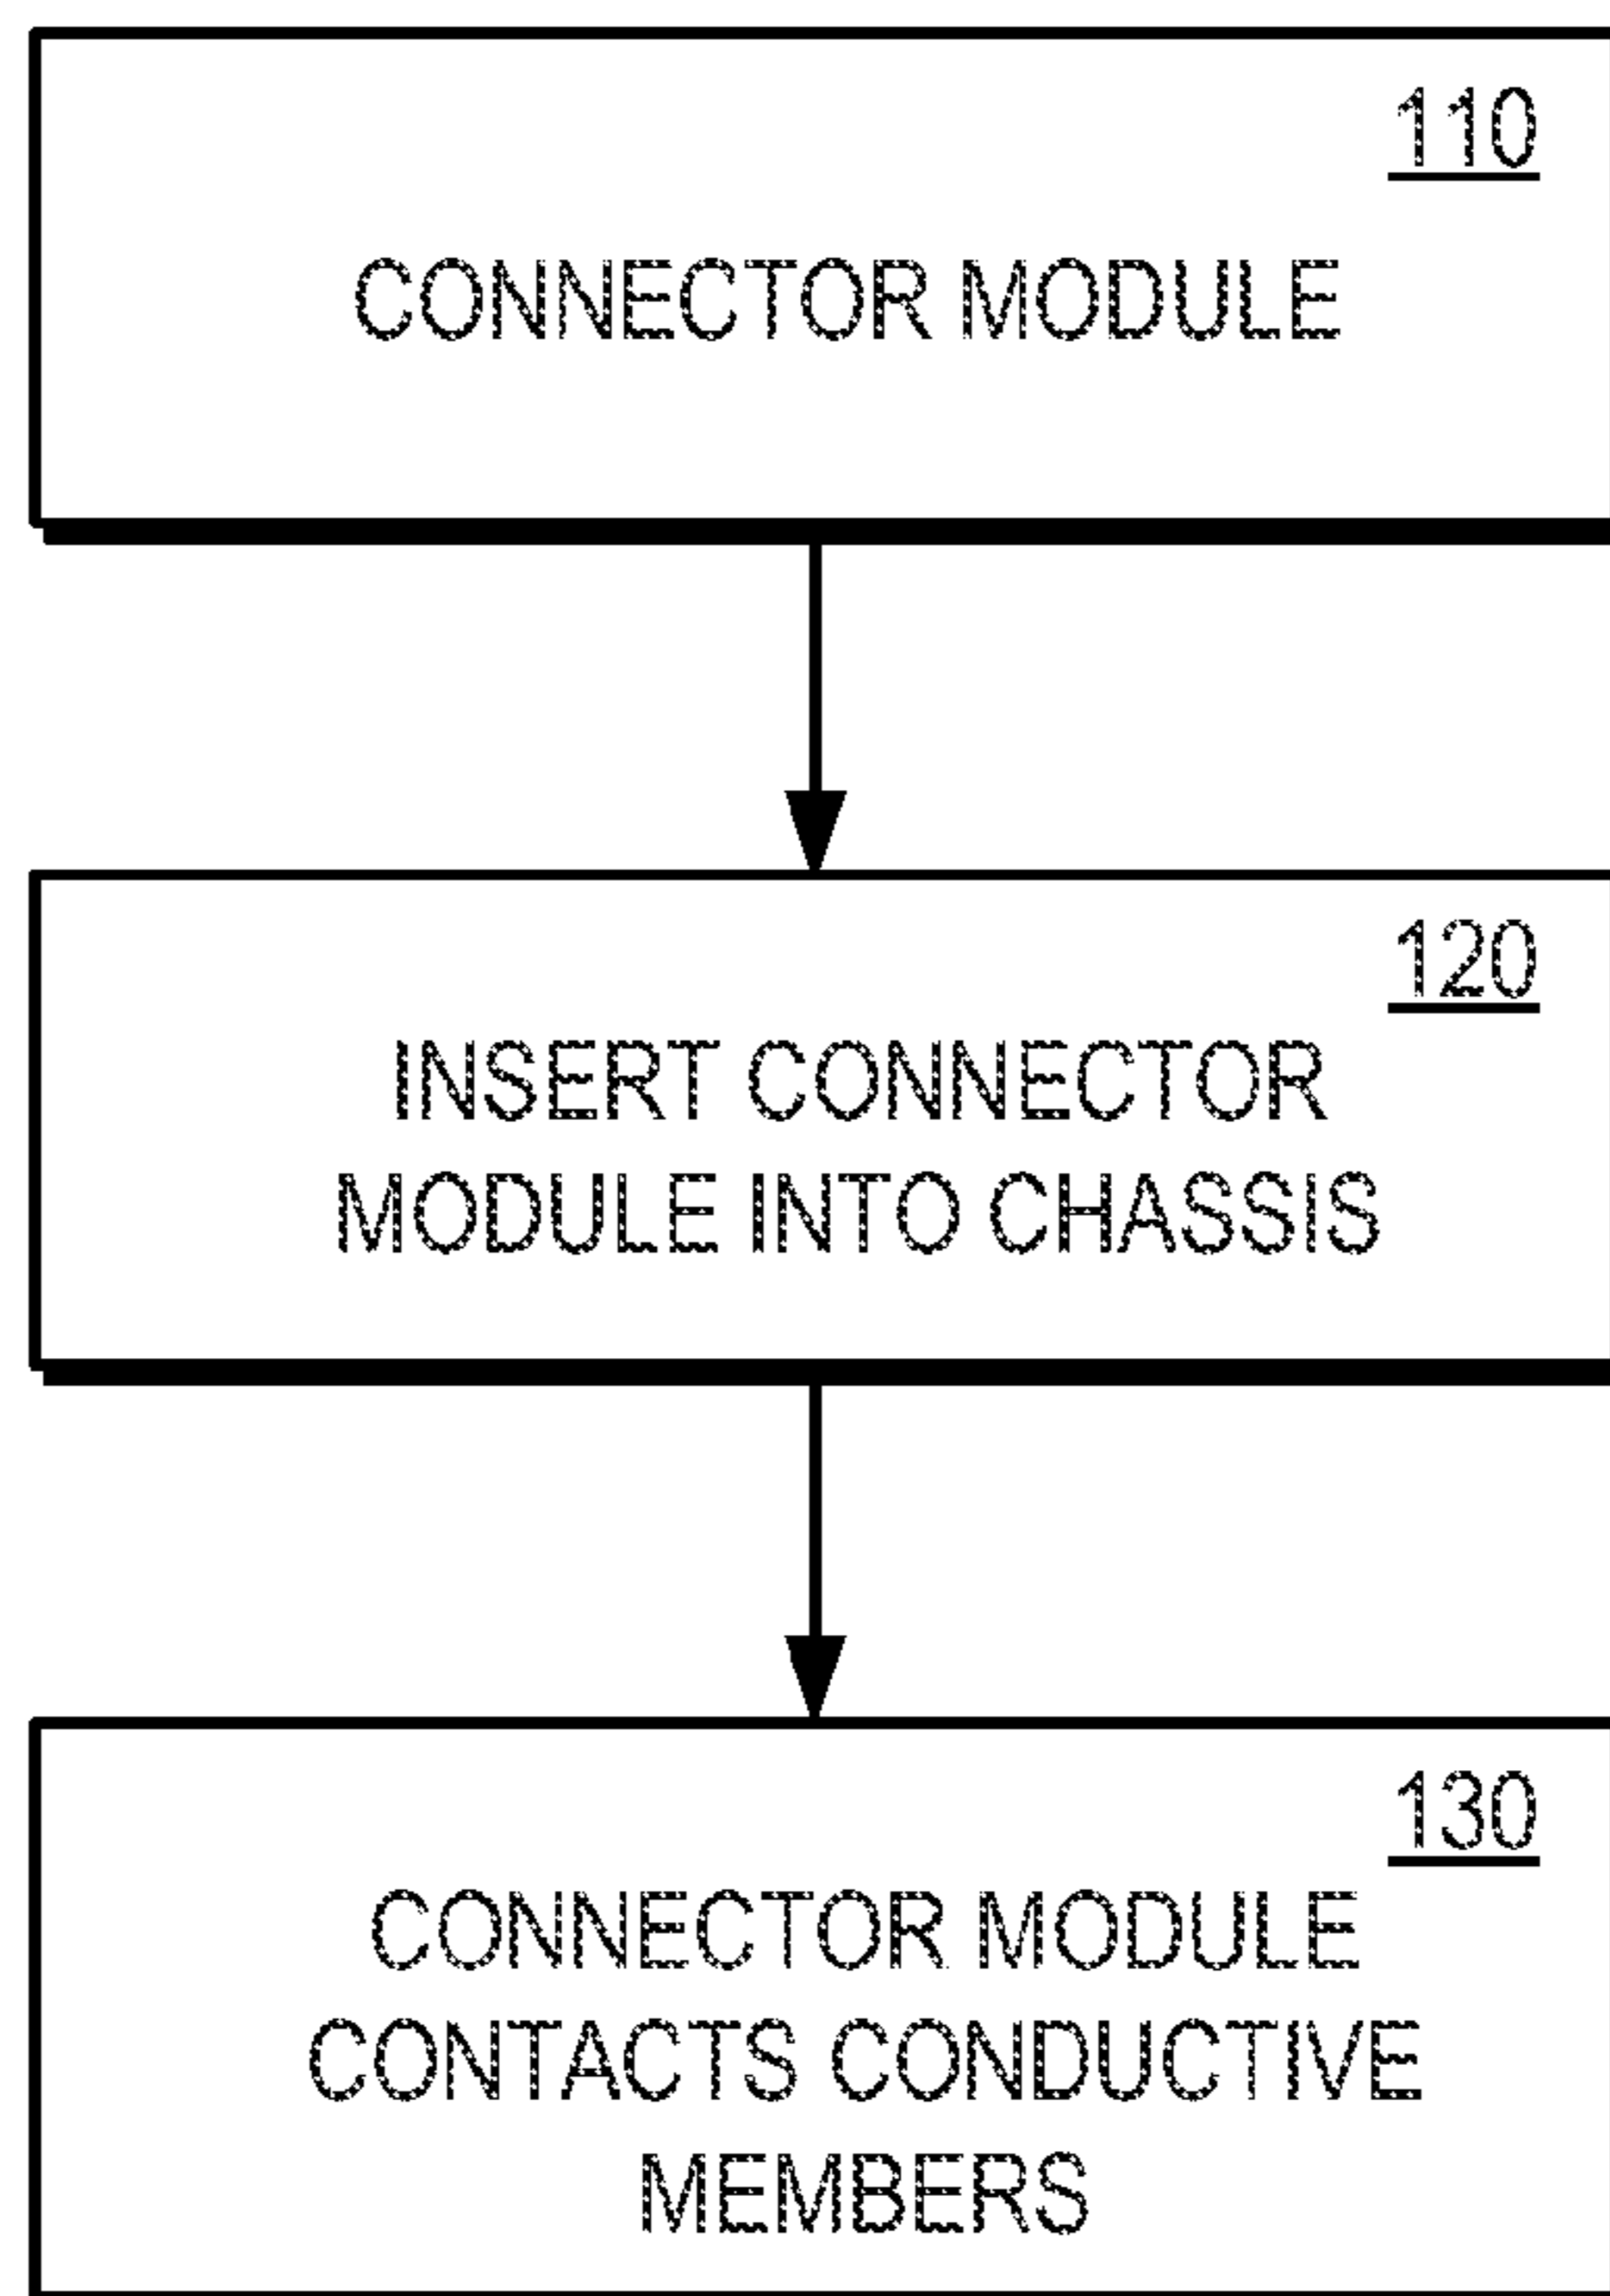 110
CONNECTOR MODULE
120
INSERT CONNECTOR
MODULE INTO CHASSIS
130
CONNECTOR MODULE
CONTACTS CONDUCTIVE
MEMBERS